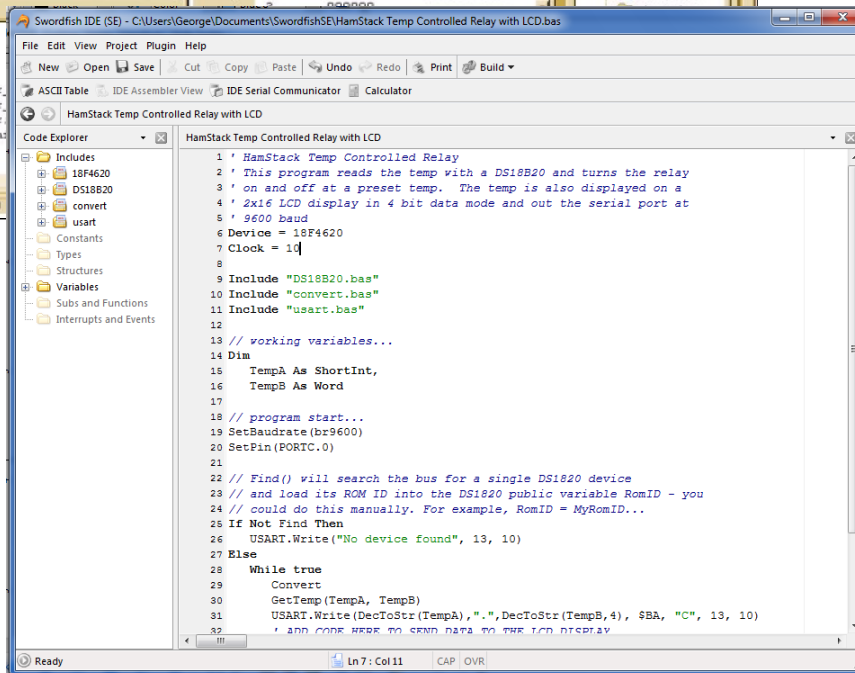 Swordfish IDE (SE) - C:\Users\George\Documents\SwordfishSE\HamStack Temp Controlled Relay with LCD.bas
File Edit View Project Plugin Help
New Open Save Cut Copy Paste Undo Redo Print Build
ASCII Table IDE Assembler View IDE Serial Communicator Calculator
HamStack Temp Controlled Relay with LCD
Code Explorer
Includes
18F4620
DS18B20
convert
usart
Constants
Types
Structures
Variables
Subs and Functions
Interrupts and Events
HamStack Temp Controlled Relay with LCD
1 ' HamStack Temp Controlled Relay
2 ' This program reads the temp with a DS18B20 and turns the relay
3 ' on and off at a preset temp. The temp is also displayed on a
4 ' 2x16 LCD display in 4 bit data mode and out the serial port at
5 ' 9600 baud
6 Device = 18F4620
7 Clock = 10
8
9 Include "DS18B20.bas"
10 Include "convert.bas"
11 Include "usart.bas"
12
13 // working variables...
14 Dim
15 TempA As ShortInt,
16 TempB As Word
17
18 // program start...
19 SetBaudrate(br9600)
20 SetPin(PORTC.0)
21
22 // Find() will search the bus for a single DS1820 device
23 // and load its ROM ID into the DS1820 public variable RomID - you
24 // could do this manually. For example, RomID = MyRomID...
25 If Not Find Then
26 USART.Write("No device found", 13, 10)
27 Else
28 While true
29 Convert
30 GetTemp(TempA, TempB)
31 USART.Write(DecToStr(TempA),".",DecToStr(TempB,4), $BA, "C", 13, 10)
32 ' ADD CODE HERE TO SEND DATA TO THE LCD DISPLAY
Ready
Ln 7 : Col 11
CAP OVR